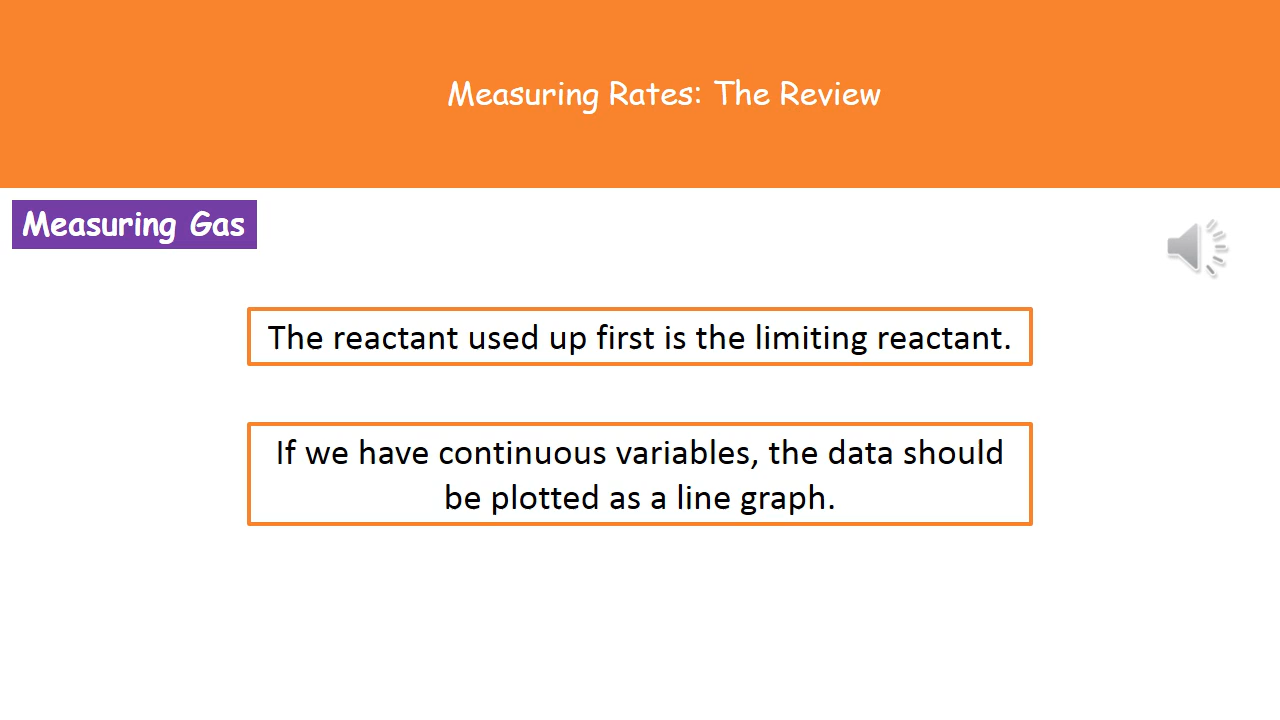 Measuring Rates: The Review
Measuring Gas
The reactant used up first is the limiting reactant.
If we have continuous variables, the data should
be plotted as a line graph.